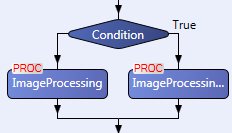 Condition
True
PROC
PROC
ImageProcessing
ImageProcessin...